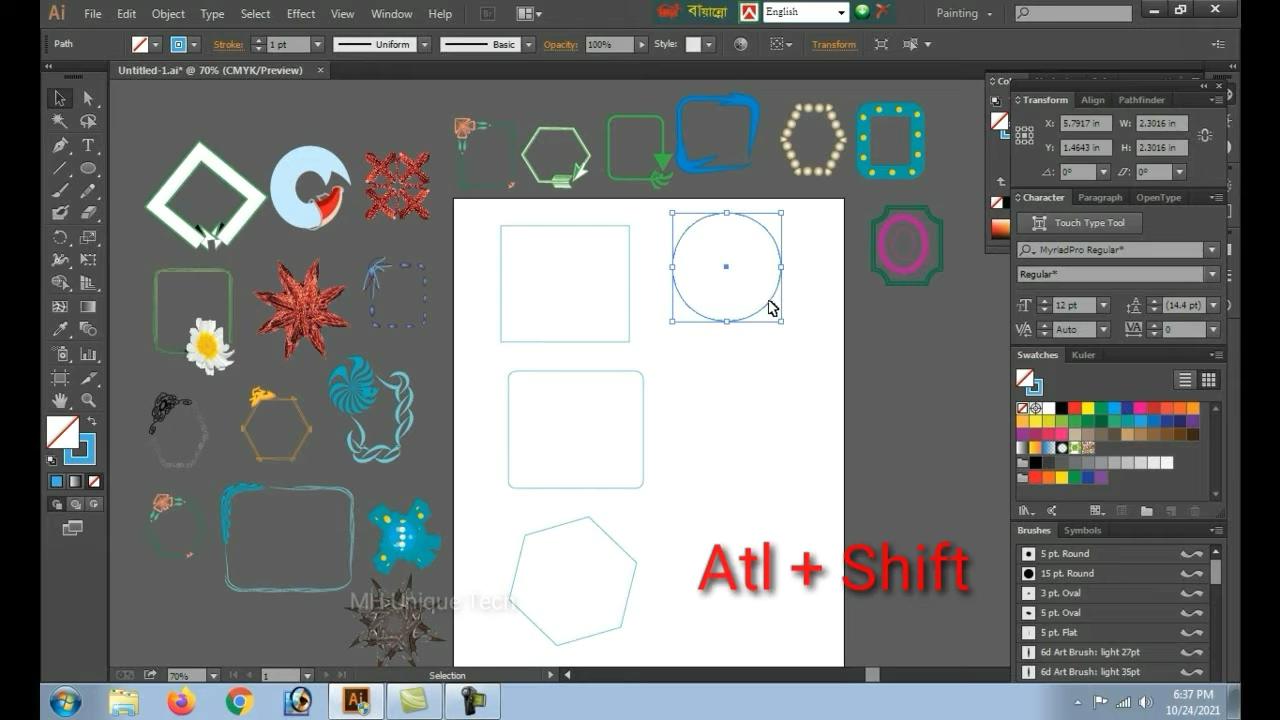 Ai File Edit Object Type Select Effect View Window Help Br বাঁয়ান্নো English Painting
Path Stroke: 1 pt Uniform Basic Opacity: 100% Style: Transform
Untitled-1.ai* @ 70% (CMYK/Preview) ×
Transform Align Pathfinder
X: 5.7917 in W: 2.3016 in
Y: 1.4643 in H: 2.3016 in
0° 0°
Character Paragraph OpenType
Touch Type Tool
MyriadPro Regular*
Regular*
12 pt (14.4 pt)
Auto 0
Swatches Kuler
Brushes Symbols
5 pt. Round
15 pt. Round
3 pt. Oval
5 pt. Oval
5 pt. Flat
6d Art Brush: light 27pt
6d Art Brush: light 35pt
Atl + Shift
MH Unique Tech
70% 1 Selection
6:37 PM
10/24/2021